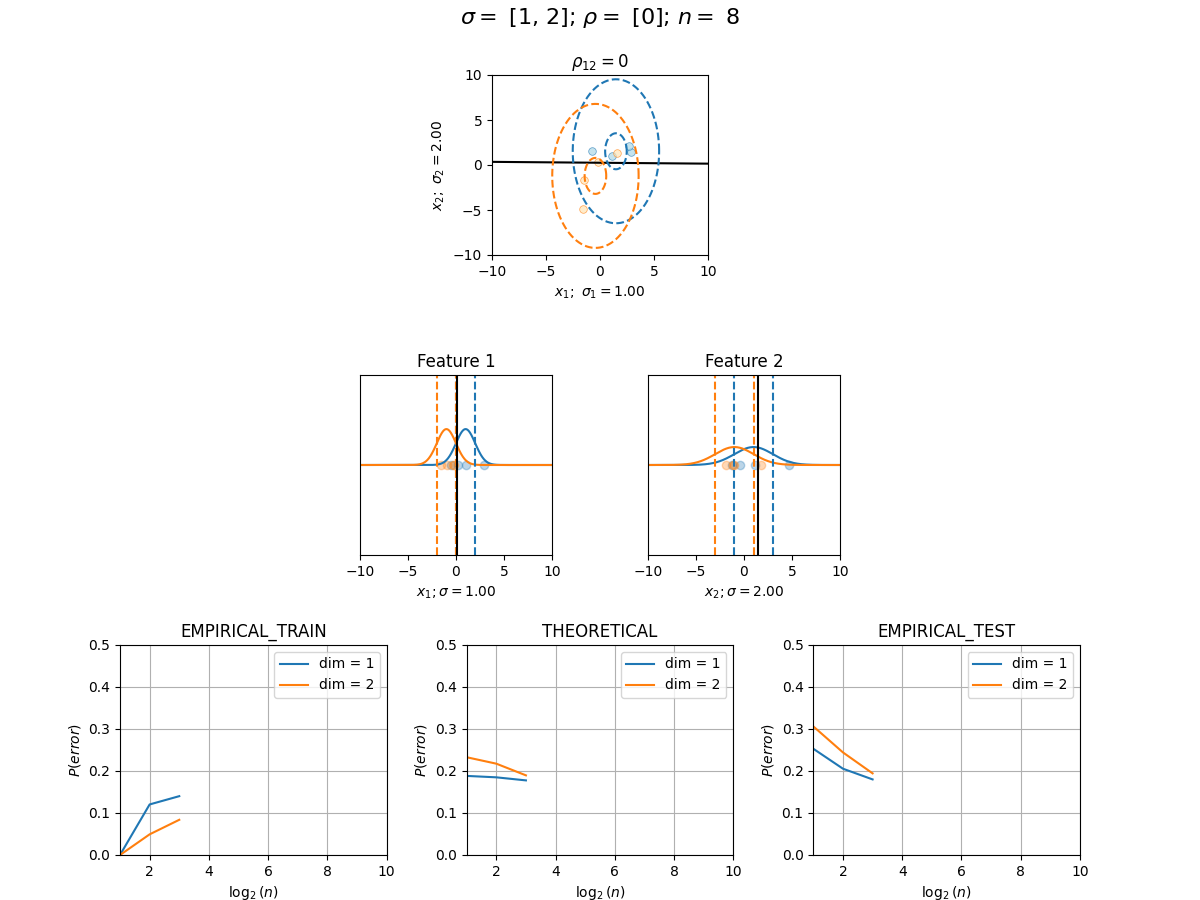 σ = [1, 2]; ρ = [0]; n = 8
ρ₁₂ = 0
10
5
0
−5
−10
x₂; σ₂ = 2.00
−10 −5 0 5 10
x₁; σ₁ = 1.00
Feature 1 Feature 2
−10 −5 0 5 10 −10 −5 0 5 10
x₁; σ = 1.00 x₂; σ = 2.00
EMPIRICAL_TRAIN THEORETICAL EMPIRICAL_TEST
0.5 0.5 0.5
dim = 1 dim = 1 dim = 1
dim = 2 dim = 2 dim = 2
0.4 0.4 0.4
0.3 0.3 0.3
0.2 0.2 0.2
0.1 0.1 0.1
0.0 0.0 0.0
P(error) P(error) P(error)
2 4 6 8 10 2 4 6 8 10 2 4 6 8 10
log₂(n) log₂(n) log₂(n)